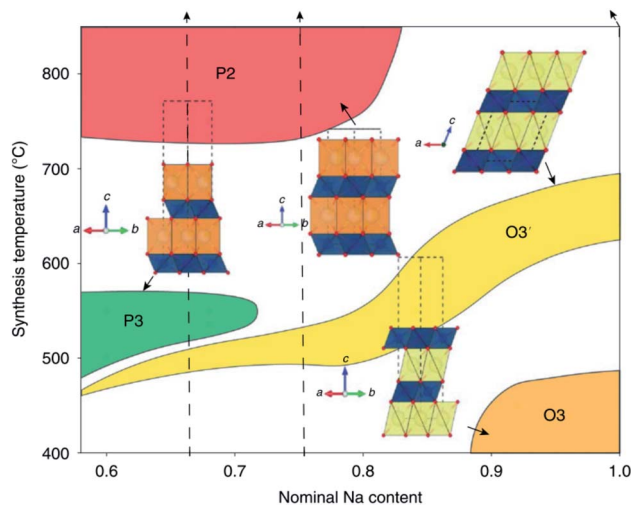 800
P2
c
a
c
c
a
b
a
b
700
Synthesis temperature (°C)
O3′
600
P3
500
c
a
b
O3
400
0.6
0.7
0.8
0.9
1.0
Nominal Na content